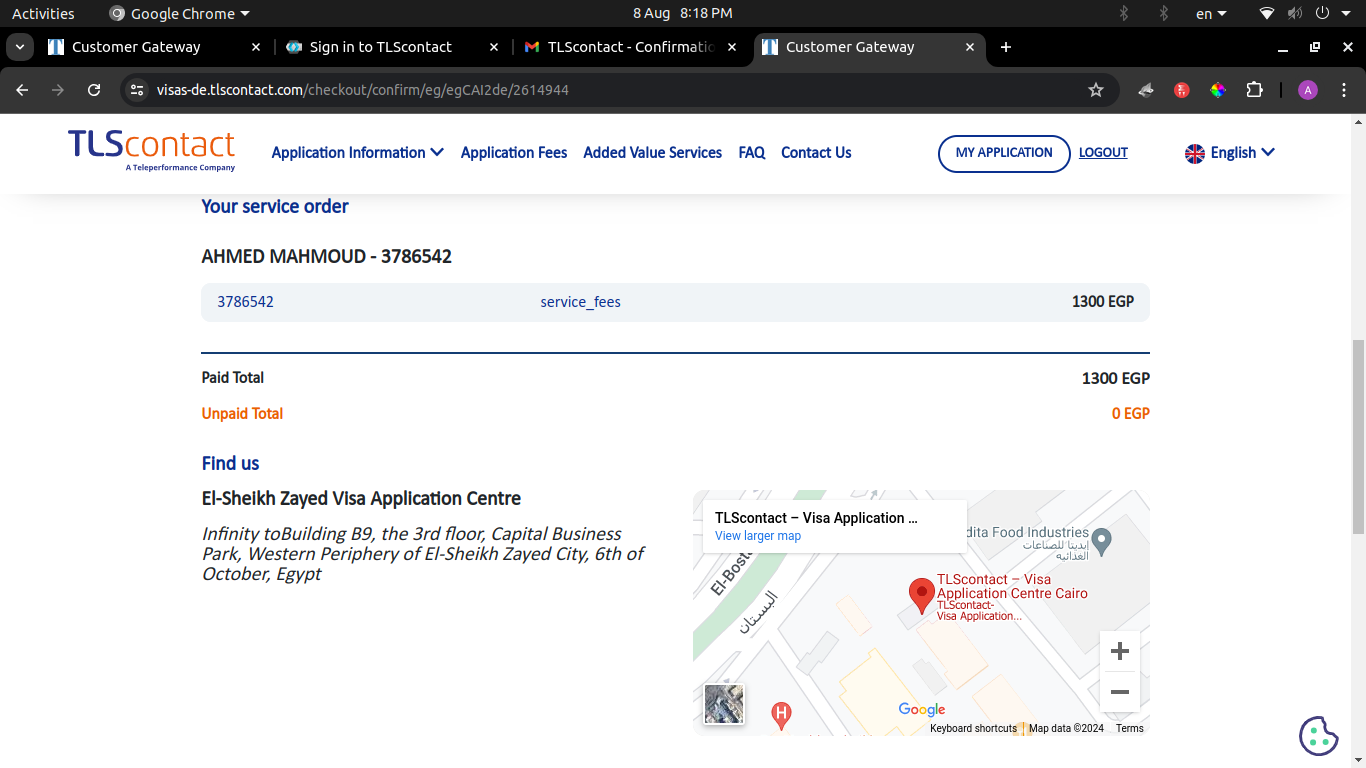 Activities
Google Chrome
8 Aug 8:18 PM
en
Customer Gateway
Sign in to TLScontact
TLScontact - Confirmatio
Customer Gateway
visas-de.tlscontact.com/checkout/confirm/eg/egCAI2de/2614944
A
TLScontact
A Teleperformance Company
Application Information
Application Fees
Added Value Services
FAQ
Contact Us
MY APPLICATION
LOGOUT
English
Your service order
AHMED MAHMOUD - 3786542
3786542 service_fees 1300 EGP
Paid Total 1300 EGP
Unpaid Total 0 EGP
Find us
El-Sheikh Zayed Visa Application Centre
Infinity toBuilding B9, the 3rd floor, Capital Business
Park, Western Periphery of El-Sheikh Zayed City, 6th of
October, Egypt
TLScontact – Visa Application ...
View larger map
dita Food Industries
إيديتا للصناعات
الغذائية
El-Bosta
البستان
TLScontact – Visa
Application Centre Cairo
TLScontact-
Visa Application...
H
Google
Keyboard shortcuts
Map data ©2024
Terms